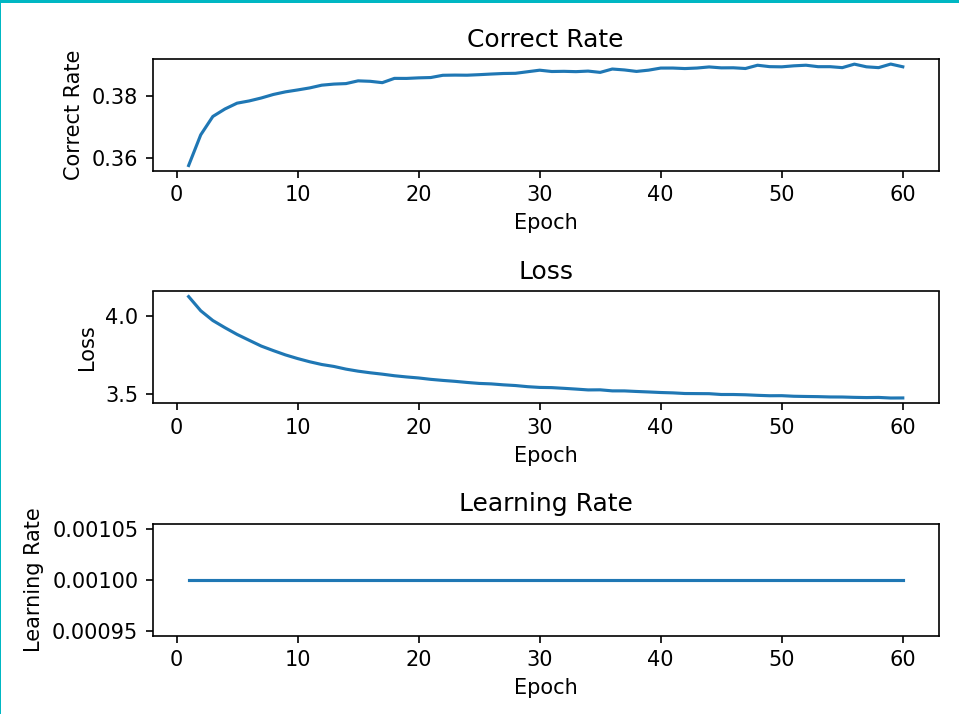 Correct Rate
Correct Rate
0.38
0.36
0 10 20 30 40 50 60
Epoch
Loss
Loss
4.0
3.5
0 10 20 30 40 50 60
Epoch
Learning Rate
Learning Rate
0.00105
0.00100
0.00095
0 10 20 30 40 50 60
Epoch